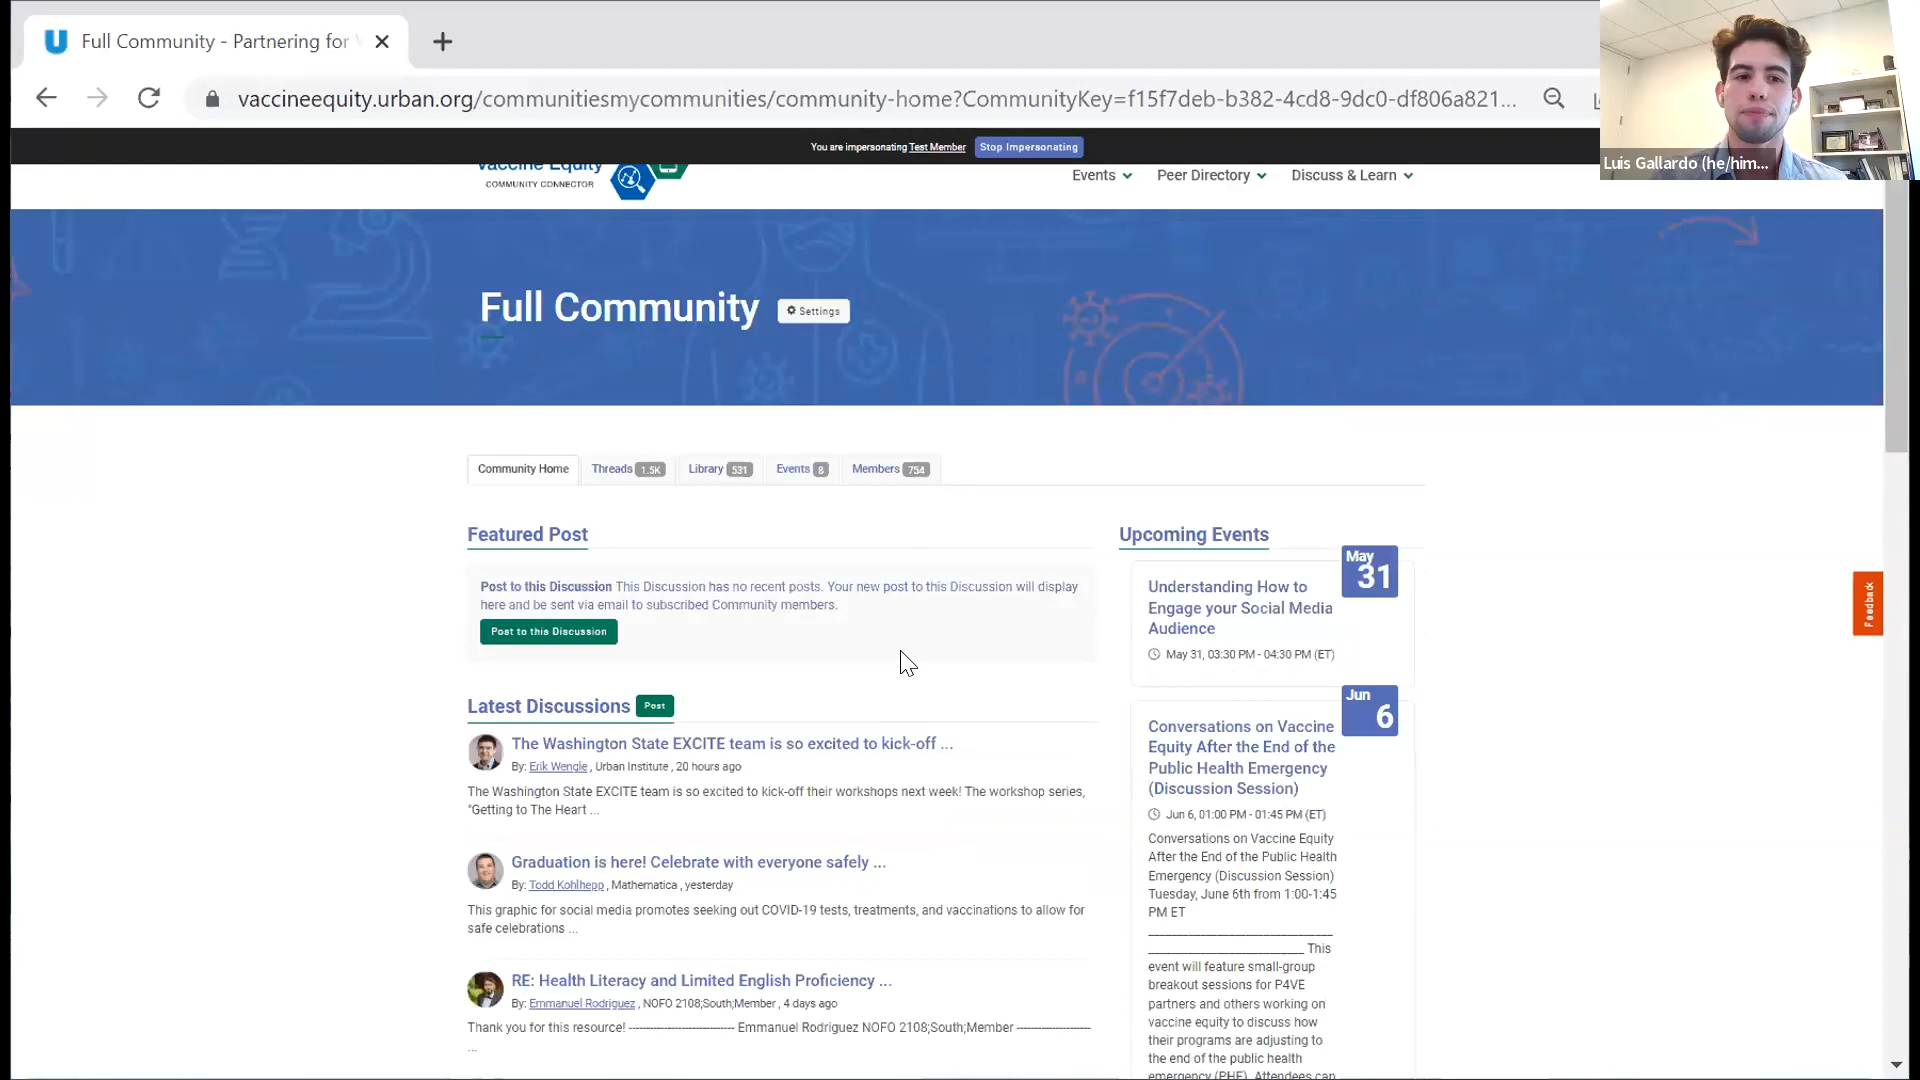 Full Community - Partnering for
vaccineequity.urban.org/communitiesmycommunities/community-home?CommunityKey=f15f7deb-b382-4cd8-9dc0-df806a821...
Luis Gallardo (he/him...
You are impersonating Test Member Stop Impersonating
Vaccine Equity
COMMUNITY CONNECTOR
Events Peer Directory Discuss & Learn
Full Community Settings
Community Home Threads 1.5K Library 531 Events 8 Members 754
Featured Post
Post to this Discussion This Discussion has no recent posts. Your new post to this Discussion will display
here and be sent via email to subscribed Community members.
Post to this Discussion
Latest Discussions Post
The Washington State EXCITE team is so excited to kick-off ...
By: Erik Wengle , Urban Institute , 20 hours ago
The Washington State EXCITE team is so excited to kick-off their workshops next week! The workshop series,
"Getting to The Heart ...
Graduation is here! Celebrate with everyone safely ...
By: Todd Kohlhepp , Mathematica , yesterday
This graphic for social media promotes seeking out COVID-19 tests, treatments, and vaccinations to allow for
safe celebrations ...
RE: Health Literacy and Limited English Proficiency ...
By: Emmanuel Rodriguez , NOFO 2108;South;Member , 4 days ago
Thank you for this resource! ------------------------------ Emmanuel Rodriguez NOFO 2108;South;Member ---------------------
...
Upcoming Events
May
31
Understanding How to
Engage your Social Media
Audience
May 31, 03:30 PM - 04:30 PM (ET)
Jun
6
Conversations on Vaccine
Equity After the End of the
Public Health Emergency
(Discussion Session)
Jun 6, 01:00 PM - 01:45 PM (ET)
Conversations on Vaccine Equity
After the End of the Public Health
Emergency (Discussion Session)
Tuesday, June 6th from 1:00-1:45
PM ET
________________________________
___________________________ This
event will feature small-group
breakout sessions for P4VE
partners and others working on
vaccine equity to discuss how
their programs are adjusting to
the end of the public health
emergency (PHE). Attendees can
Feedback